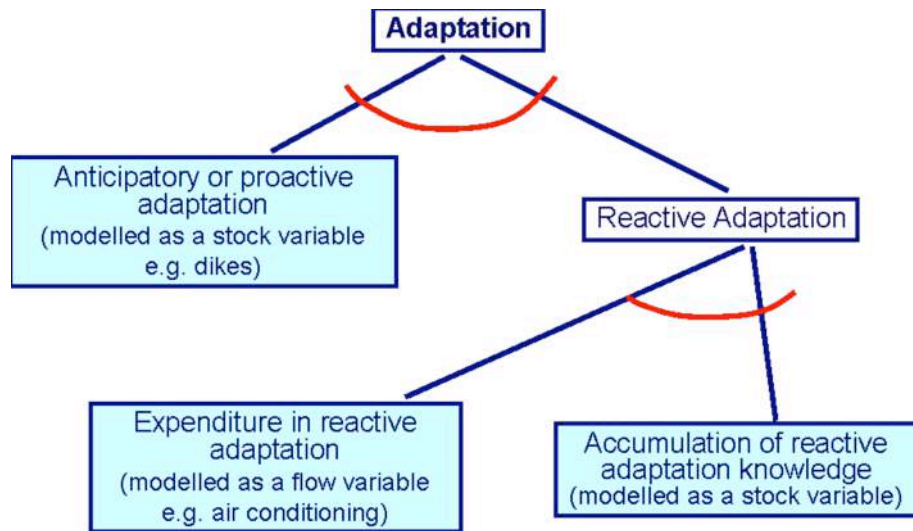 Adaptation
Anticipatory or proactive
adaptation
(modelled as a stock variable
e.g. dikes)
Reactive Adaptation
Expenditure in reactive
adaptation
(modelled as a flow variable
e.g. air conditioning)
Accumulation of reactive
adaptation knowledge
(modelled as a stock variable)